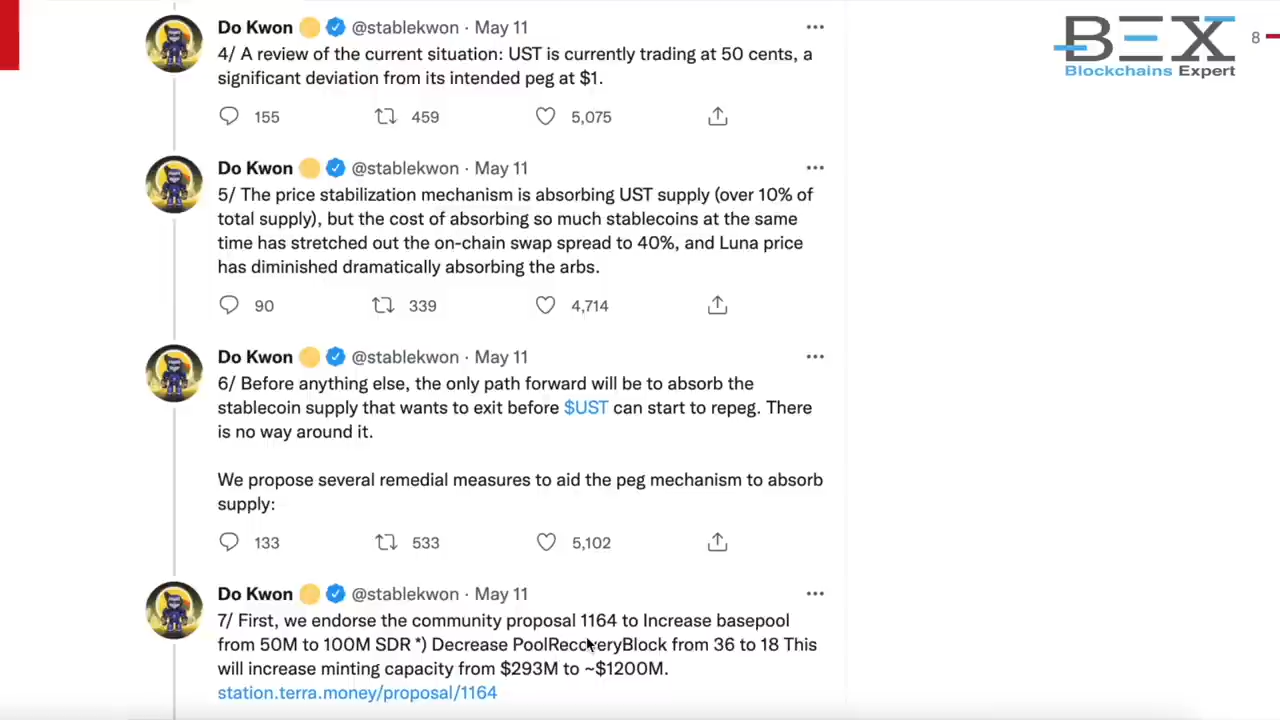 BEX
Blockchains Expert
8
Do Kwon @stablekwon · May 11
4/ A review of the current situation: UST is currently trading at 50 cents, a
significant deviation from its intended peg at $1.
155 459 5,075
Do Kwon @stablekwon · May 11
5/ The price stabilization mechanism is absorbing UST supply (over 10% of
total supply), but the cost of absorbing so much stablecoins at the same
time has stretched out the on-chain swap spread to 40%, and Luna price
has diminished dramatically absorbing the arbs.
90 339 4,714
Do Kwon @stablekwon · May 11
6/ Before anything else, the only path forward will be to absorb the
stablecoin supply that wants to exit before $UST can start to repeg. There
is no way around it.
We propose several remedial measures to aid the peg mechanism to absorb
supply:
133 533 5,102
Do Kwon @stablekwon · May 11
7/ First, we endorse the community proposal 1164 to Increase basepool
from 50M to 100M SDR *) Decrease PoolRecoveryBlock from 36 to 18 This
will increase minting capacity from $293M to ~$1200M.
station.terra.money/proposal/1164